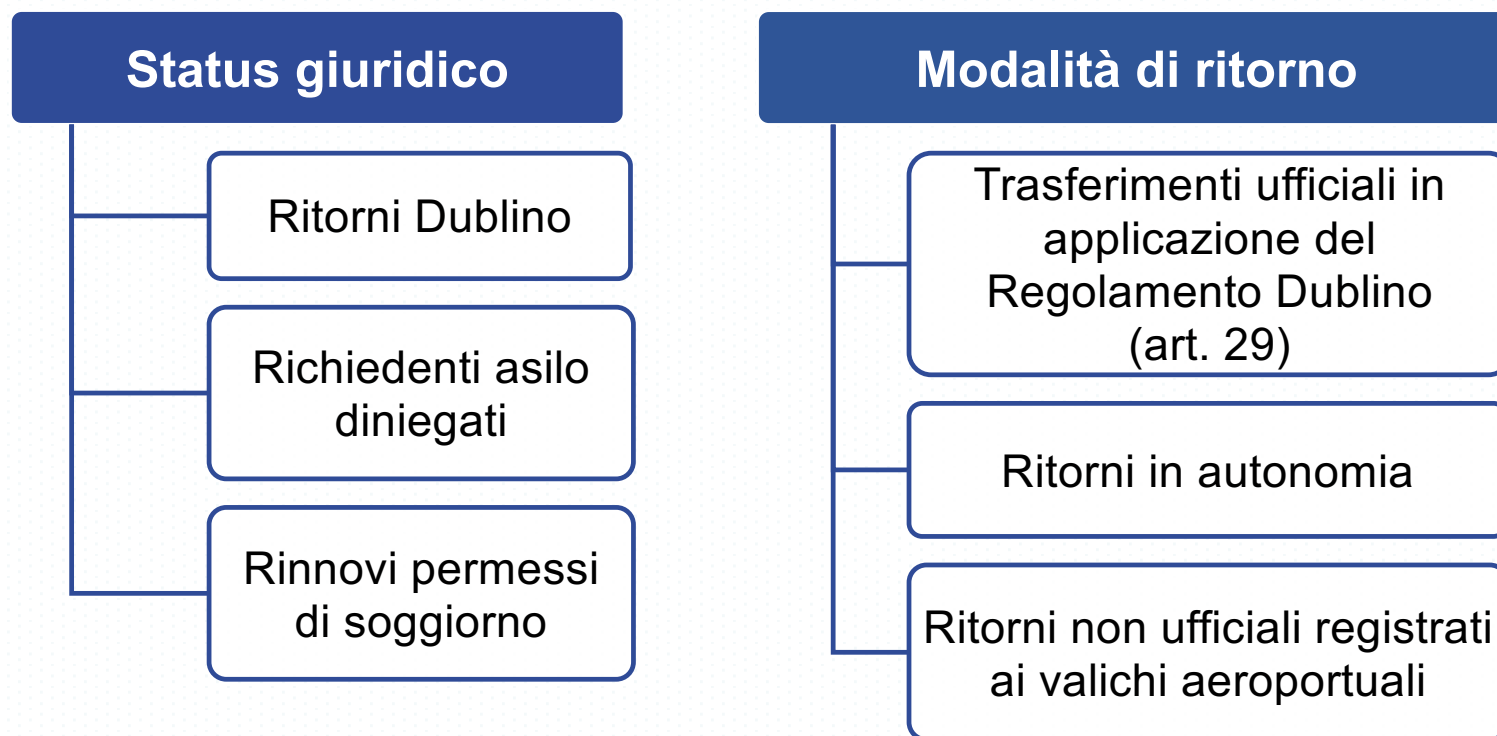 Status giuridico
Ritorni Dublino
Richiedenti asilo
diniegati
Rinnovi permessi
di soggiorno
Modalità di ritorno
Trasferimenti ufficiali in
applicazione del
Regolamento Dublino
(art. 29)
Ritorni in autonomia
Ritorni non ufficiali registrati
ai valichi aeroportuali